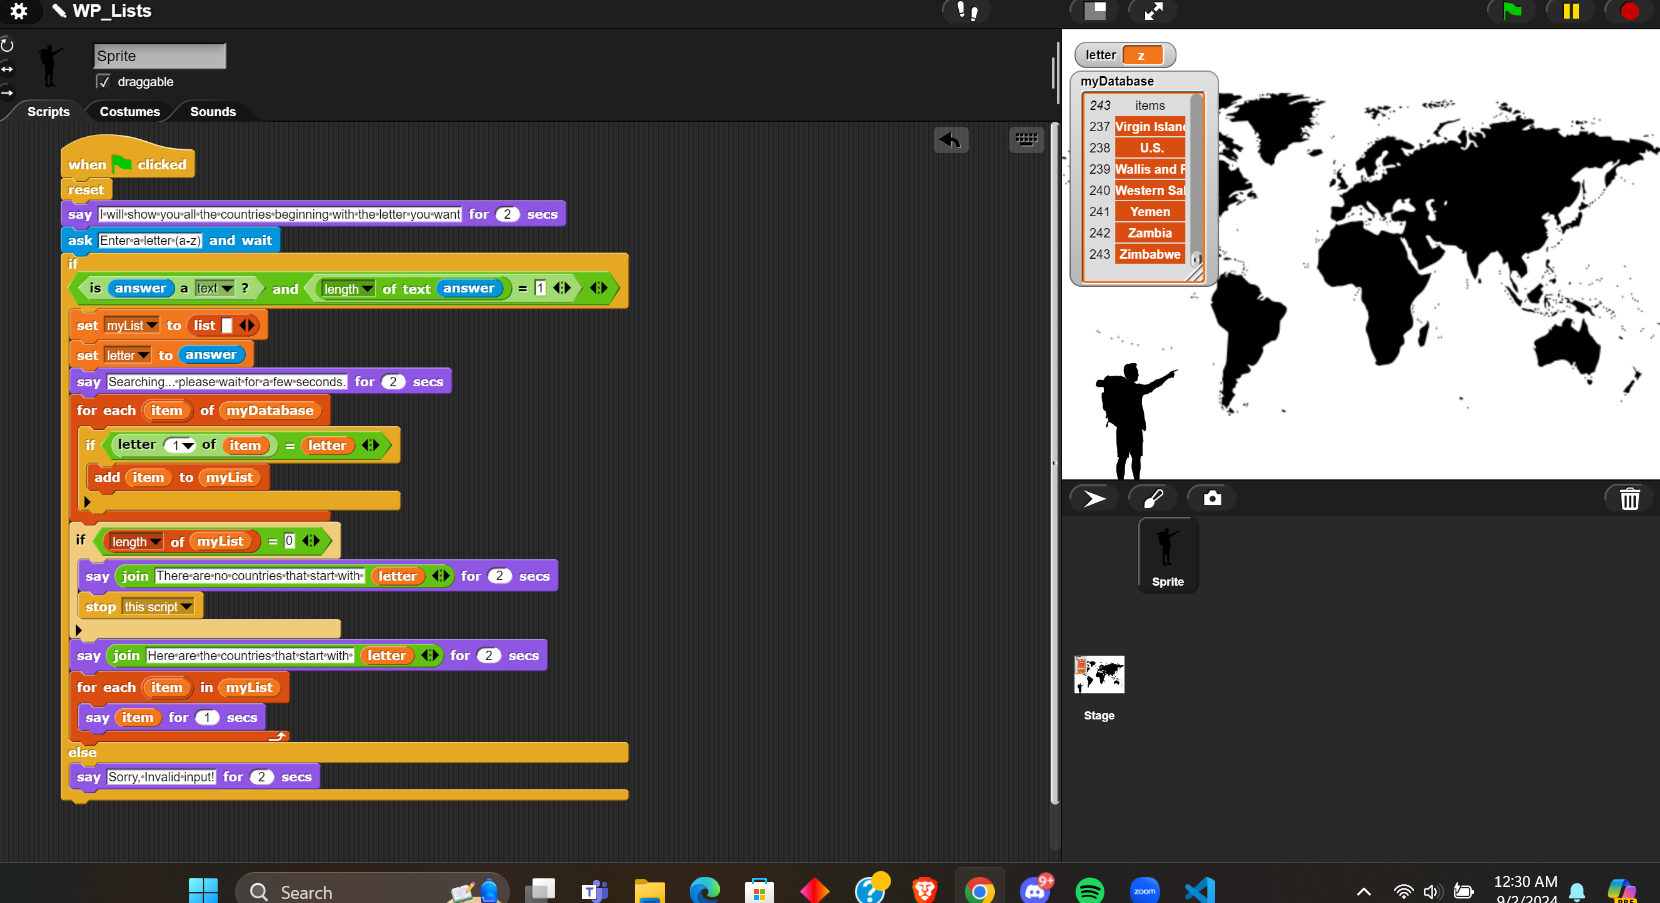 WP_Lists
Sprite
draggable
Scripts
Costumes
Sounds
when clicked
reset
say I will show you all the countries beginning with the letter you want for 2 secs
ask Enter a letter (a-z) and wait
if
is answer a text ? and length of text answer = 1
set myList to list
set letter to answer
say Searching... please wait for a few seconds. for 2 secs
for each item of myDatabase
if letter 1 of item = letter
add item to myList
if length of myList = 0
say join There are no countries that start with letter for 2 secs
stop this script
say join Here are the countries that start with letter for 2 secs
for each item in myList
say item for 1 secs
else
say Sorry, Invalid input! for 2 secs
letter z
myDatabase
243 items
237 Virgin Islan
238 U.S.
239 Wallis and F
240 Western Sa
241 Yemen
242 Zambia
243 Zimbabwe
Sprite
Stage
Search
9+
zoom
12:30 AM
9/2/2024